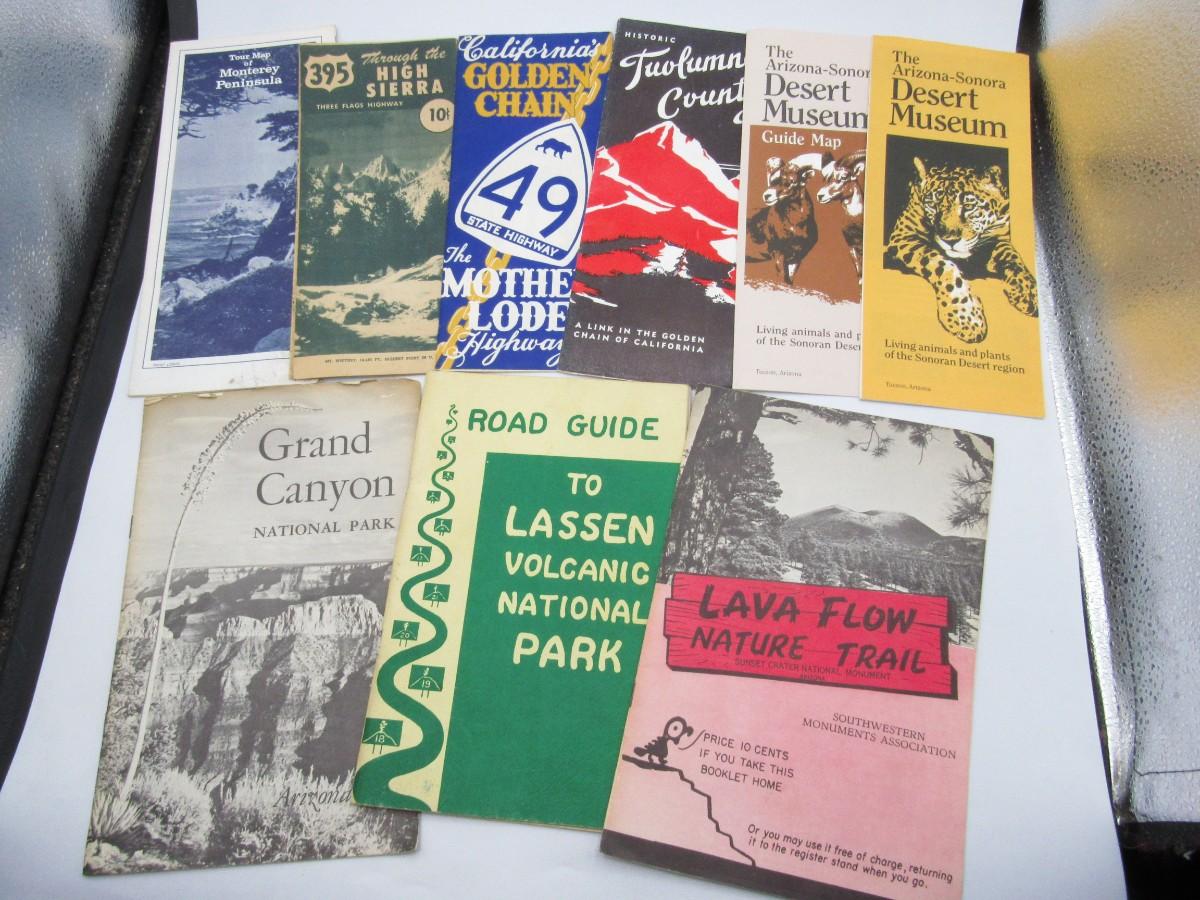 Tour Map
of
Monterey
Peninsula
395
Through the
HIGH
SIERRA
THREE FLAGS HIGHWAY
10¢
California's
GOLDEN
CHAIN
49
STATE HIGHWAY
The
MOTHE
LODE
Highway
HISTORIC
Tuolumn
Count
A LINK IN THE GOLDEN
CHAIN OF CALIFORNIA
The
Arizona-Sonor
Desert
Museum
Guide Map
Living animals and p
of the Sonoran Deser
Tucson, Arizona
The
Arizona-Sonora
Desert
Museum
Living animals and plants
of the Sonoran Desert region
Tucson, Arizona
Grand
Canyon
NATIONAL PARK
Arizona
ROAD GUIDE
TO
LASSEN
VOLCANIC
NATIONAL
PARK
21
20
19
18
LAVA FLOW
NATURE TRAIL
SUNSET CRATER NATIONAL MONUMENT
ARIZONA
SOUTHWESTERN
MONUMENTS ASSOCIATION
PRICE 10 CENTS
IF YOU TAKE THIS
BOOKLET HOME
Or you may use it free of charge, returning
it to the register stand when you go.